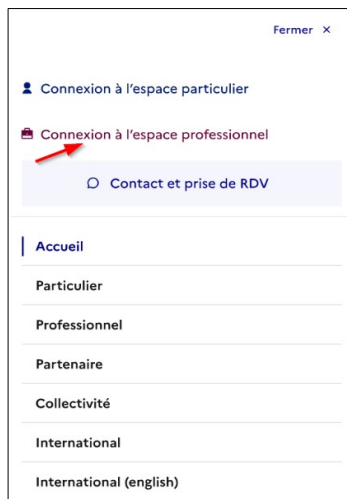 Fermer ×
Connexion à l'espace particulier
Connexion à l'espace professionnel
Contact et prise de RDV
Accueil
Particulier
Professionnel
Partenaire
Collectivité
International
International (english)